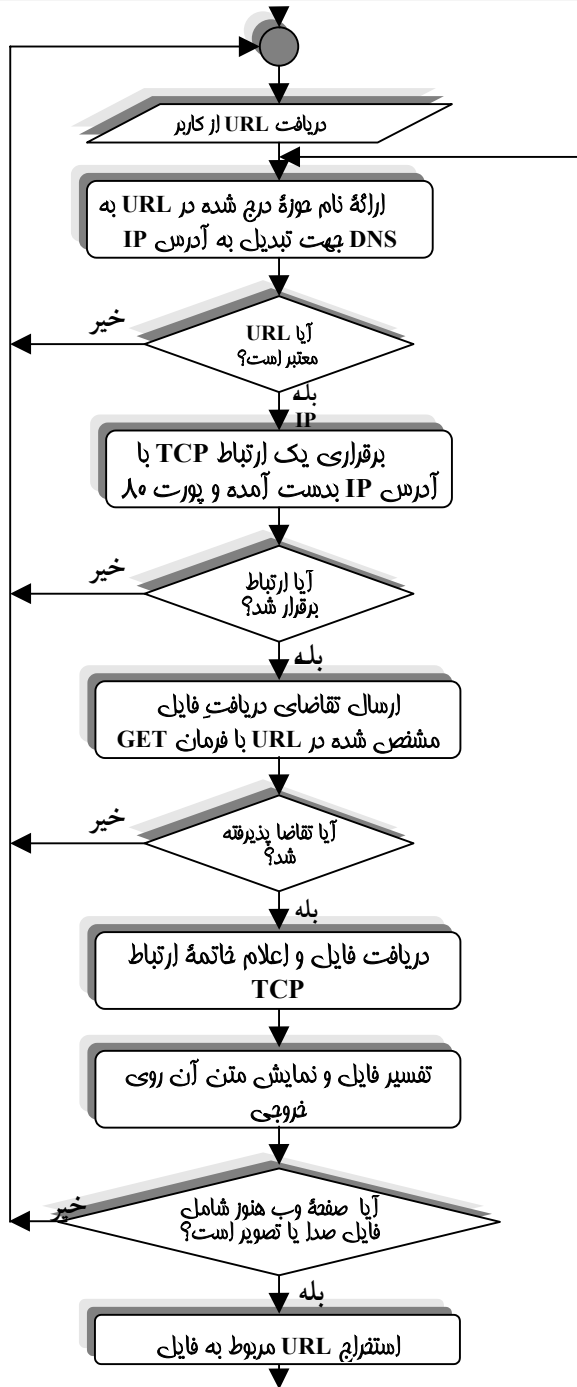 دریافت URL از کاربر
ارائهٔ نام حوزهٔ درج شده در URL به
DNS جهت تبدیل به آدرس IP
خیر
آیا URL
معتبر است؟
بله
IP
برقراری یک ارتباط TCP با
آدرس IP بدست آمده و پورت ۸۰
خیر
آیا ارتباط
برقرار شد؟
بله
ارسال تقاضای دریافتِ فایل
مشخص شده در URL با فرمان GET
خیر
آیا تقاضا پذیرفته
شد؟
بله
دریافت فایل و اعلام خاتمهٔ ارتباط
TCP
تفسیر فایل و نمایش متن آن روی
خروجی
خیر
آیا صفحهٔ وب هنوز شامل
فایل صدا یا تصویر است؟
بله
استخراج URL مربوط به فایل